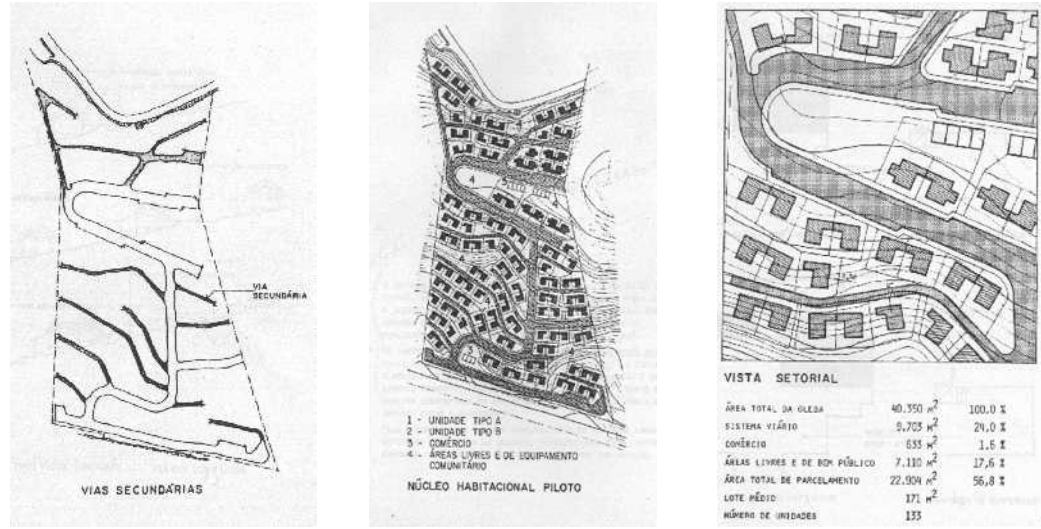 VIA
SECUNDÁRIA
VIAS SECUNDÁRIAS
4
1 - UNIDADE TIPO A
2 - UNIDADE TIPO B
3 - COMÉRCIO
4 - ÁREAS LIVRES E DE EQUIPAMENTO
COMUNITÁRIO
NÚCLEO HABITACIONAL PILOTO
VISTA SETORIAL
ÁREA TOTAL DA GLEBA 40.350 M² 100,0 %
SISTEMA VIÁRIO 9.703 M² 24,0 %
COMÉRCIO 633 M² 1,6 %
ÁREAS LIVRES E DE BEM PÚBLICO 7.110 M² 17,6 %
ÁREA TOTAL DE PARCELAMENTO 22.904 M² 56,8 %
LOTE MÉDIO 171 M²
NÚMERO DE UNIDADES 133